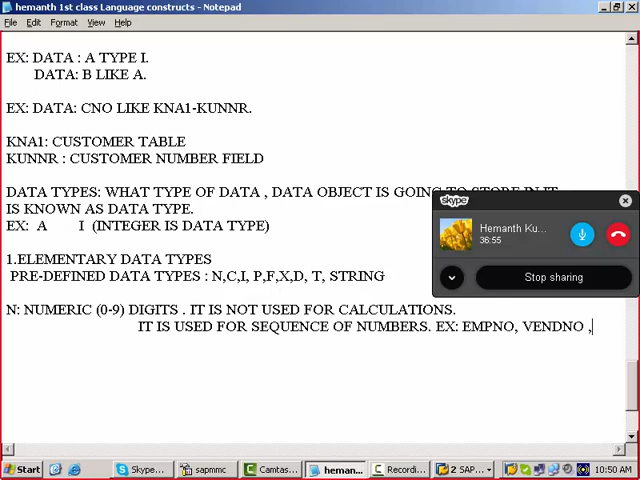 hemanth 1st class Language constructs - Notepad
File Edit Format View Help
EX: DATA : A TYPE I.
DATA: B LIKE A.
EX: DATA: CNO LIKE KNA1-KUNNR.
KNA1: CUSTOMER TABLE
KUNNR : CUSTOMER NUMBER FIELD
DATA TYPES: WHAT TYPE OF DATA , DATA OBJECT IS GOING TO STORE IN IT
IS KNOWN AS DATA TYPE.
EX: A I (INTEGER IS DATA TYPE)
skype
Hemanth Ku...
36:55
Stop sharing
1.ELEMENTARY DATA TYPES
PRE-DEFINED DATA TYPES : N,C,I, P,F,X,D, T, STRING
N: NUMERIC (0-9) DIGITS . IT IS NOT USED FOR CALCULATIONS.
IT IS USED FOR SEQUENCE OF NUMBERS. EX: EMPNO, VENDNO ,
Start Skype... sapmmc Camtas... heman... Recordi... 2 SAP... 10:50 AM